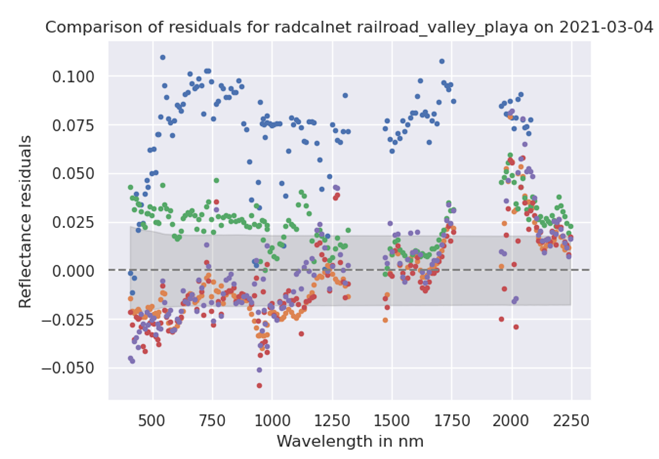 Comparison of residuals for radcalnet railroad_valley_playa on 2021-03-04
0.100
0.075
0.050
0.025
0.000
−0.025
−0.050
Reflectance residuals
500 750 1000 1250 1500 1750 2000 2250
Wavelength in nm